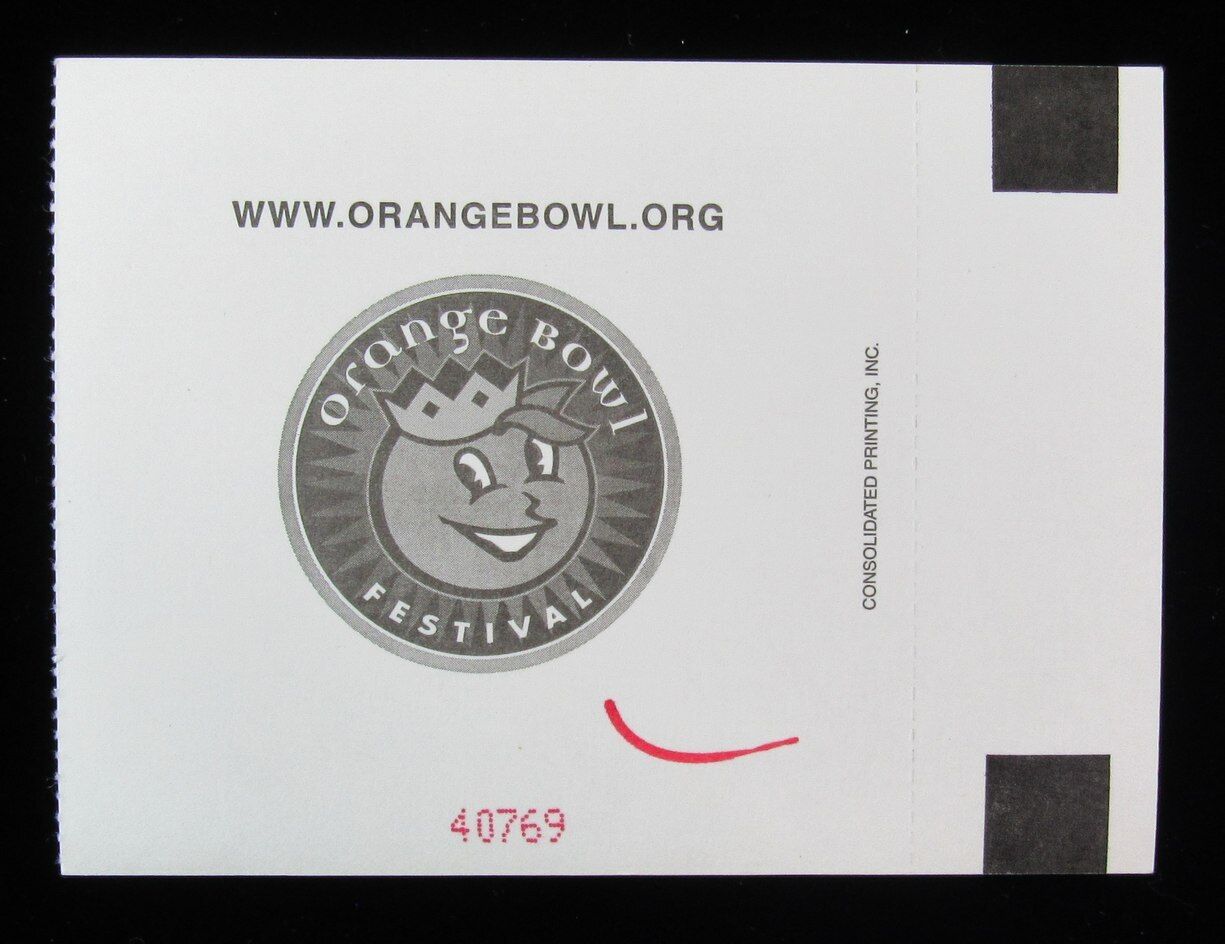 WWW.ORANGEBOWL.ORG
Orange Bowl
FESTIVAL
CONSOLIDATED PRINTING, INC.
40769